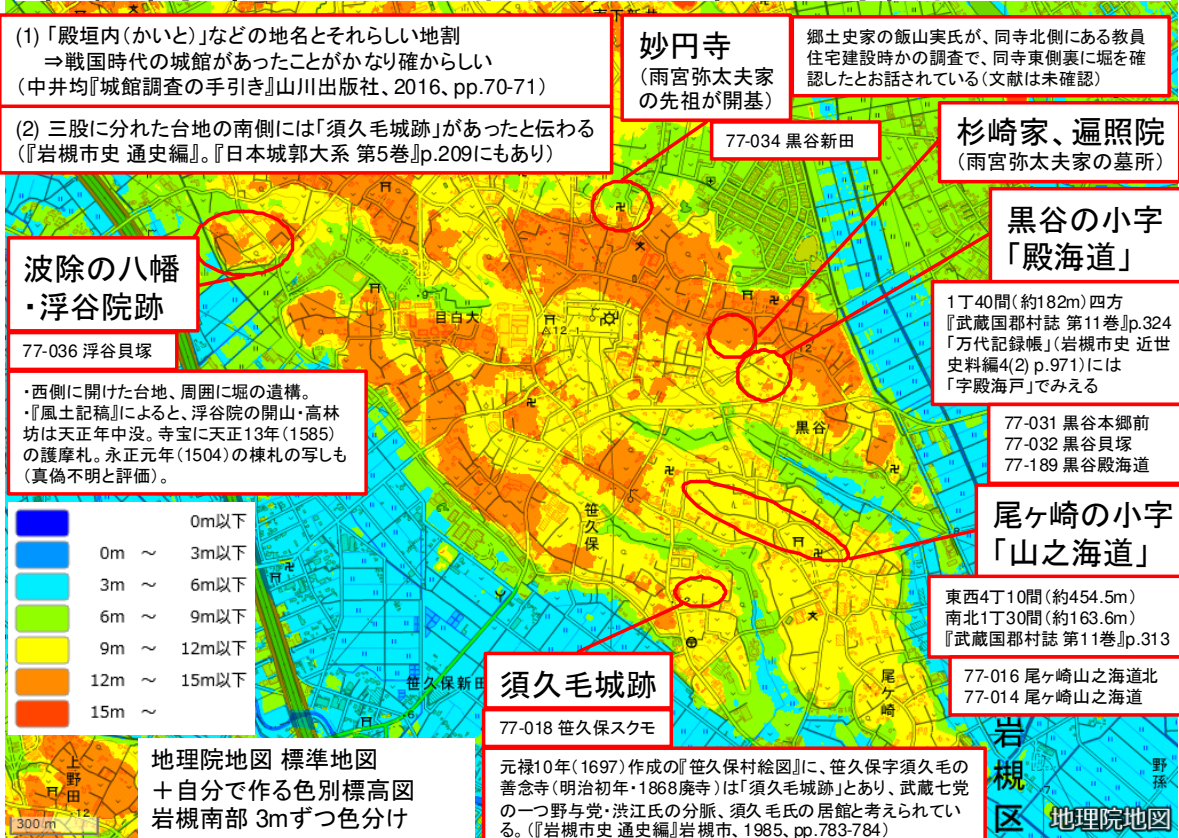 (1) 「殿垣内(かいと)」などの地名とそれらしい地割
⇒戦国時代の城館があったことがかなり確からしい
(中井均『城館調査の手引き』山川出版社、2016、pp.70-71)
(2) 三股に分れた台地の南側には「須久毛城跡」があったと伝わる
(『岩槻市史 通史編』。『日本城郭大系 第5巻』p.209にもあり)
妙円寺
(雨宮弥太夫家
の先祖が開基)
郷土史家の飯山実氏が、同寺北側にある教員
住宅建設時かの調査で、同寺東側裏に堀を確
認したとお話されている(文献は未確認)
77-034 黒谷新田
杉崎家、遍照院
(雨宮弥太夫家の墓所)
黒谷の小字
「殿海道」
1丁40間(約182m)四方
『武蔵国郡村誌 第11巻』p.324
「万代記録帳」(岩槻市史 近世
史料編4(2) p.971)には
「字殿海戸」でみえる
77-031 黒谷本郷前
77-032 黒谷貝塚
77-189 黒谷殿海道
波除の八幡
・浮谷院跡
77-036 浮谷貝塚
・西側に開けた台地、周囲に堀の遺構。
・『風土記稿』によると、浮谷院の開山・高林
坊は天正年中没。寺宝に天正13年(1585)
の護摩札。永正元年(1504)の棟札の写しも
(真偽不明と評価)。
目白大
12
黒谷
笹久保
尾ヶ崎の小字
「山之海道」
東西4丁10間(約454.5m)
南北1丁30間(約163.6m)
『武蔵国郡村誌 第11巻』p.313
77-016 尾ヶ崎山之海道北
77-014 尾ヶ崎山之海道
0m以下
0m ～ 3m以下
3m ～ 6m以下
6m ～ 9m以下
9m ～ 12m以下
12m ～ 15m以下
15m ～
笹久保新田
尾ヶ崎
須久毛城跡
77-018 笹久保スクモ
元禄10年(1697)作成の『笹久保村絵図』に、笹久保字須久毛の
善念寺(明治初年・1868廃寺)は「須久毛城跡」とあり、武蔵七党
の一つ野与党・渋江氏の分脈、須久毛氏の居館と考えられてい
る。(『岩槻市史 通史編』岩槻市、1985、pp.783-784)
上野田
12
300 m
地理院地図 標準地図
＋自分で作る色別標高図
岩槻南部 3mずつ色分け
岩槻区
野孫
地理院地図